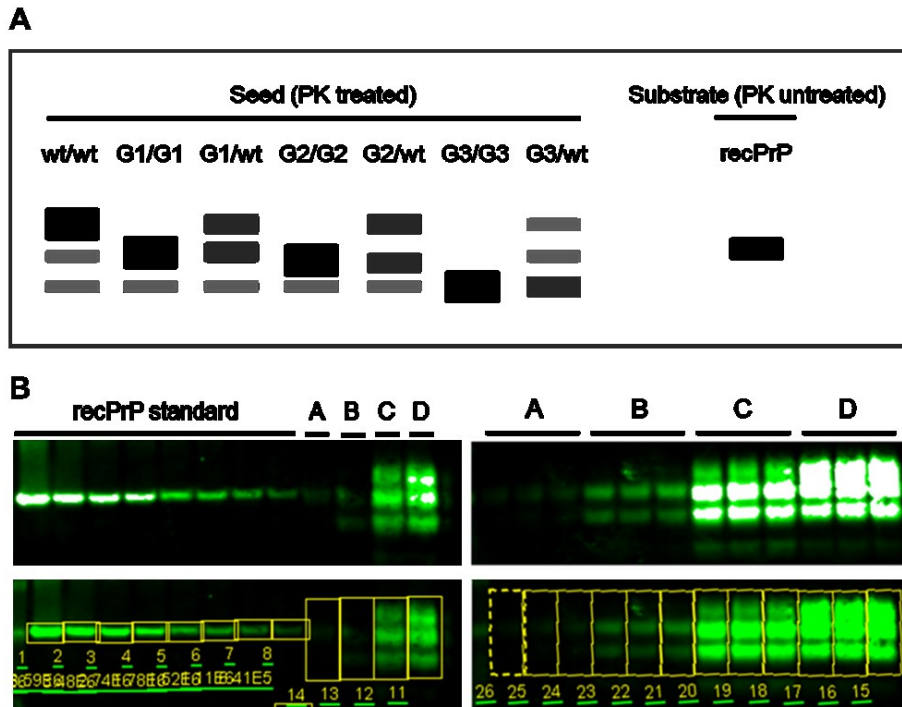 A
Seed (PK treated)
Substrate (PK untreated)
wt/wt G1/G1 G1/wt G2/G2 G2/wt G3/G3 G3/wt
recPrP
B
recPrP standard A B C D
A B C D
1 2 3 4 5 6 7 8
14 13 12 11
26 25 24 23 22 21 20 19 18 17 16 15